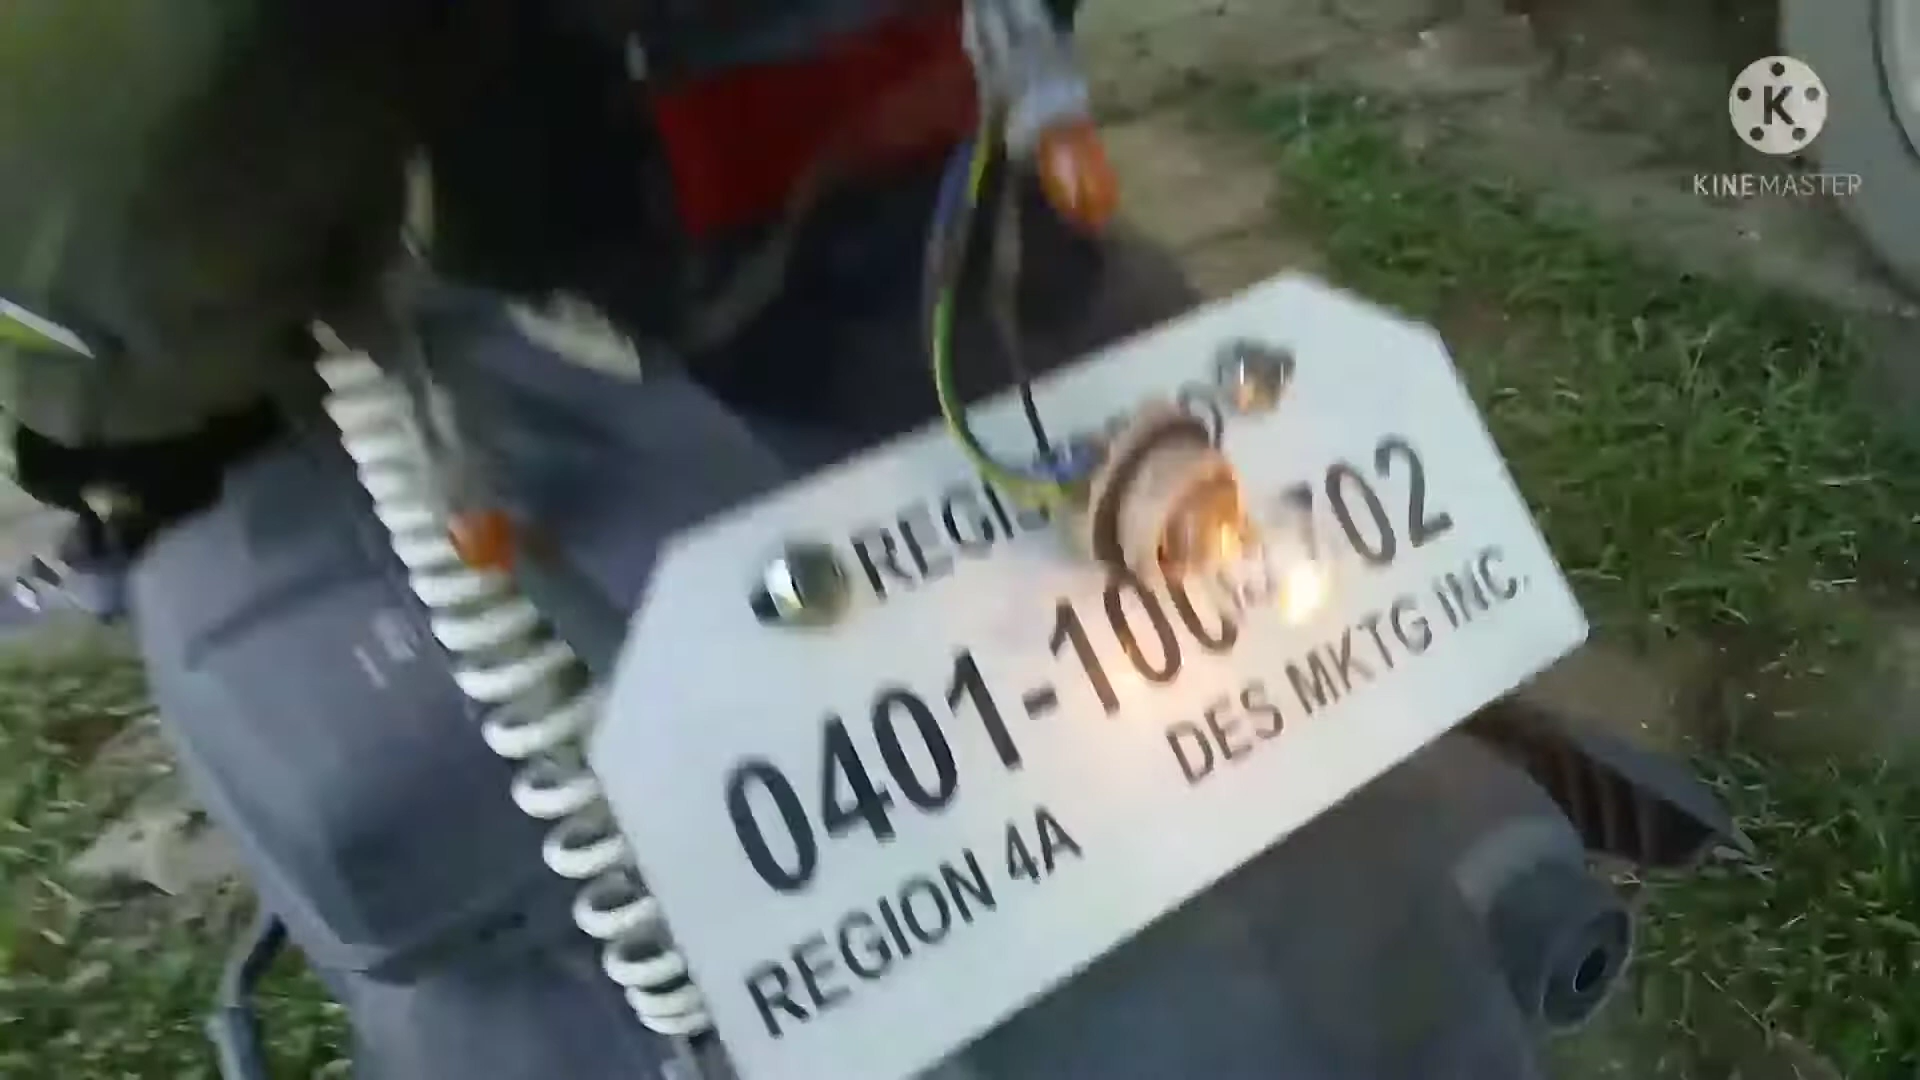 0401-100
702
REGION 4A
DES MKTG INC.
KINEMASTER